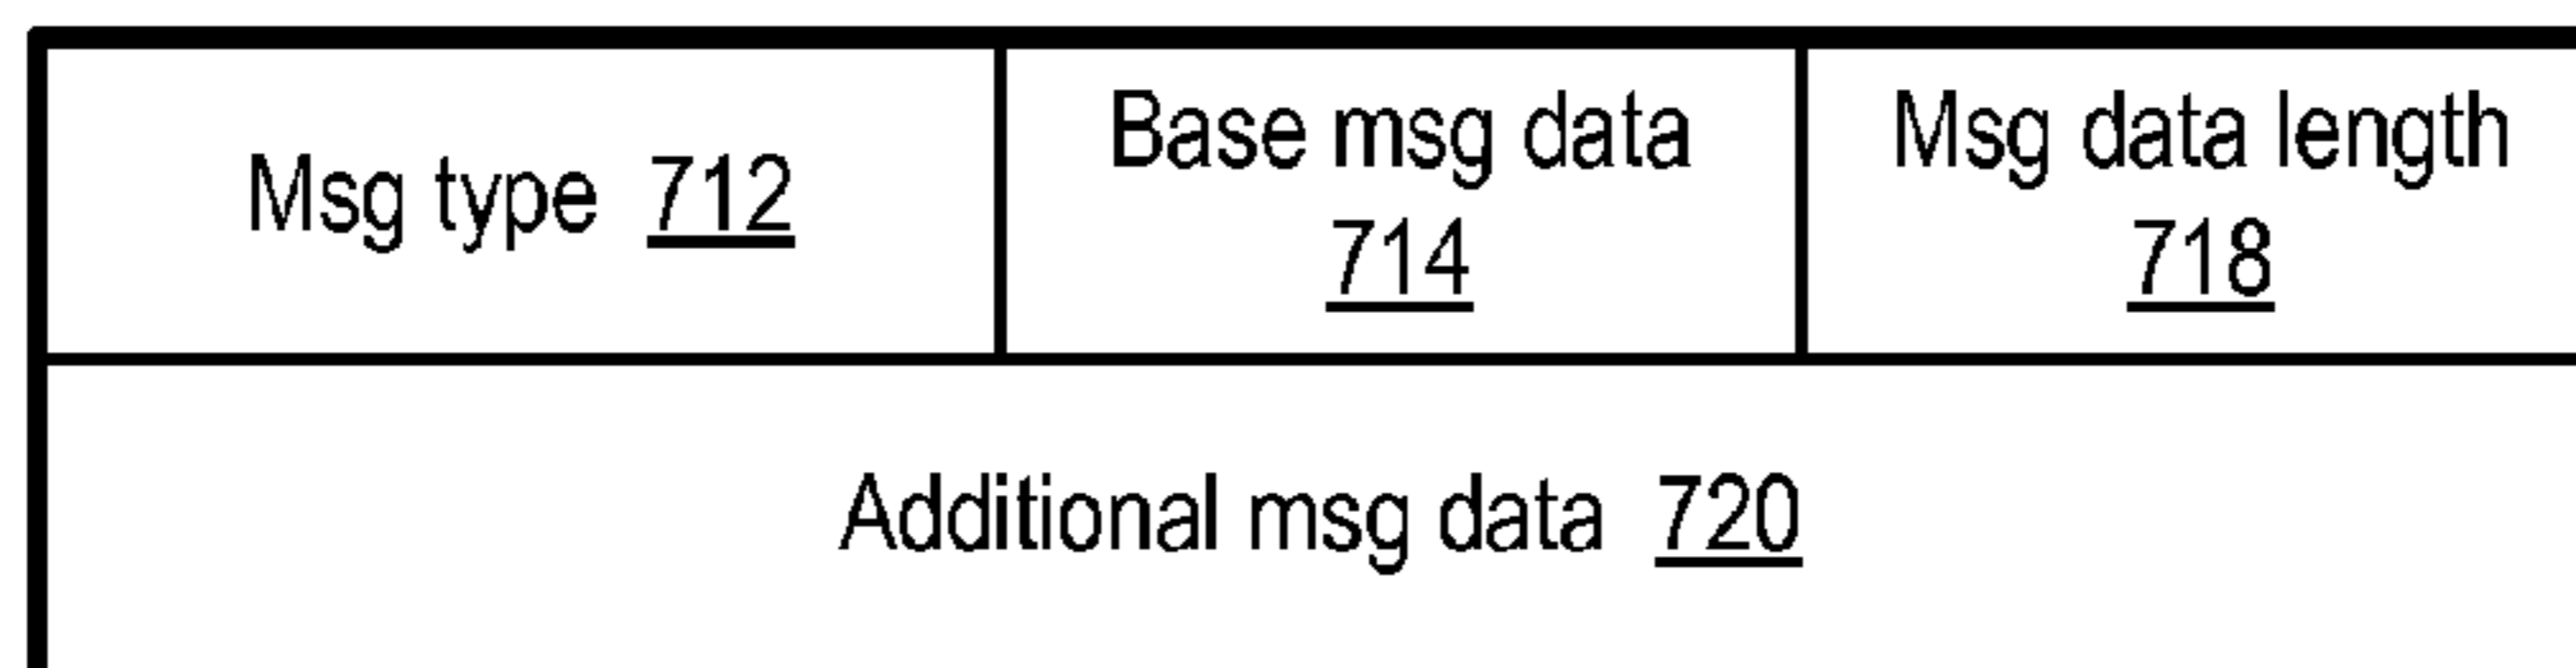 Msg type 712
Base msg data
714
Msg data length
718
Additional msg data 720